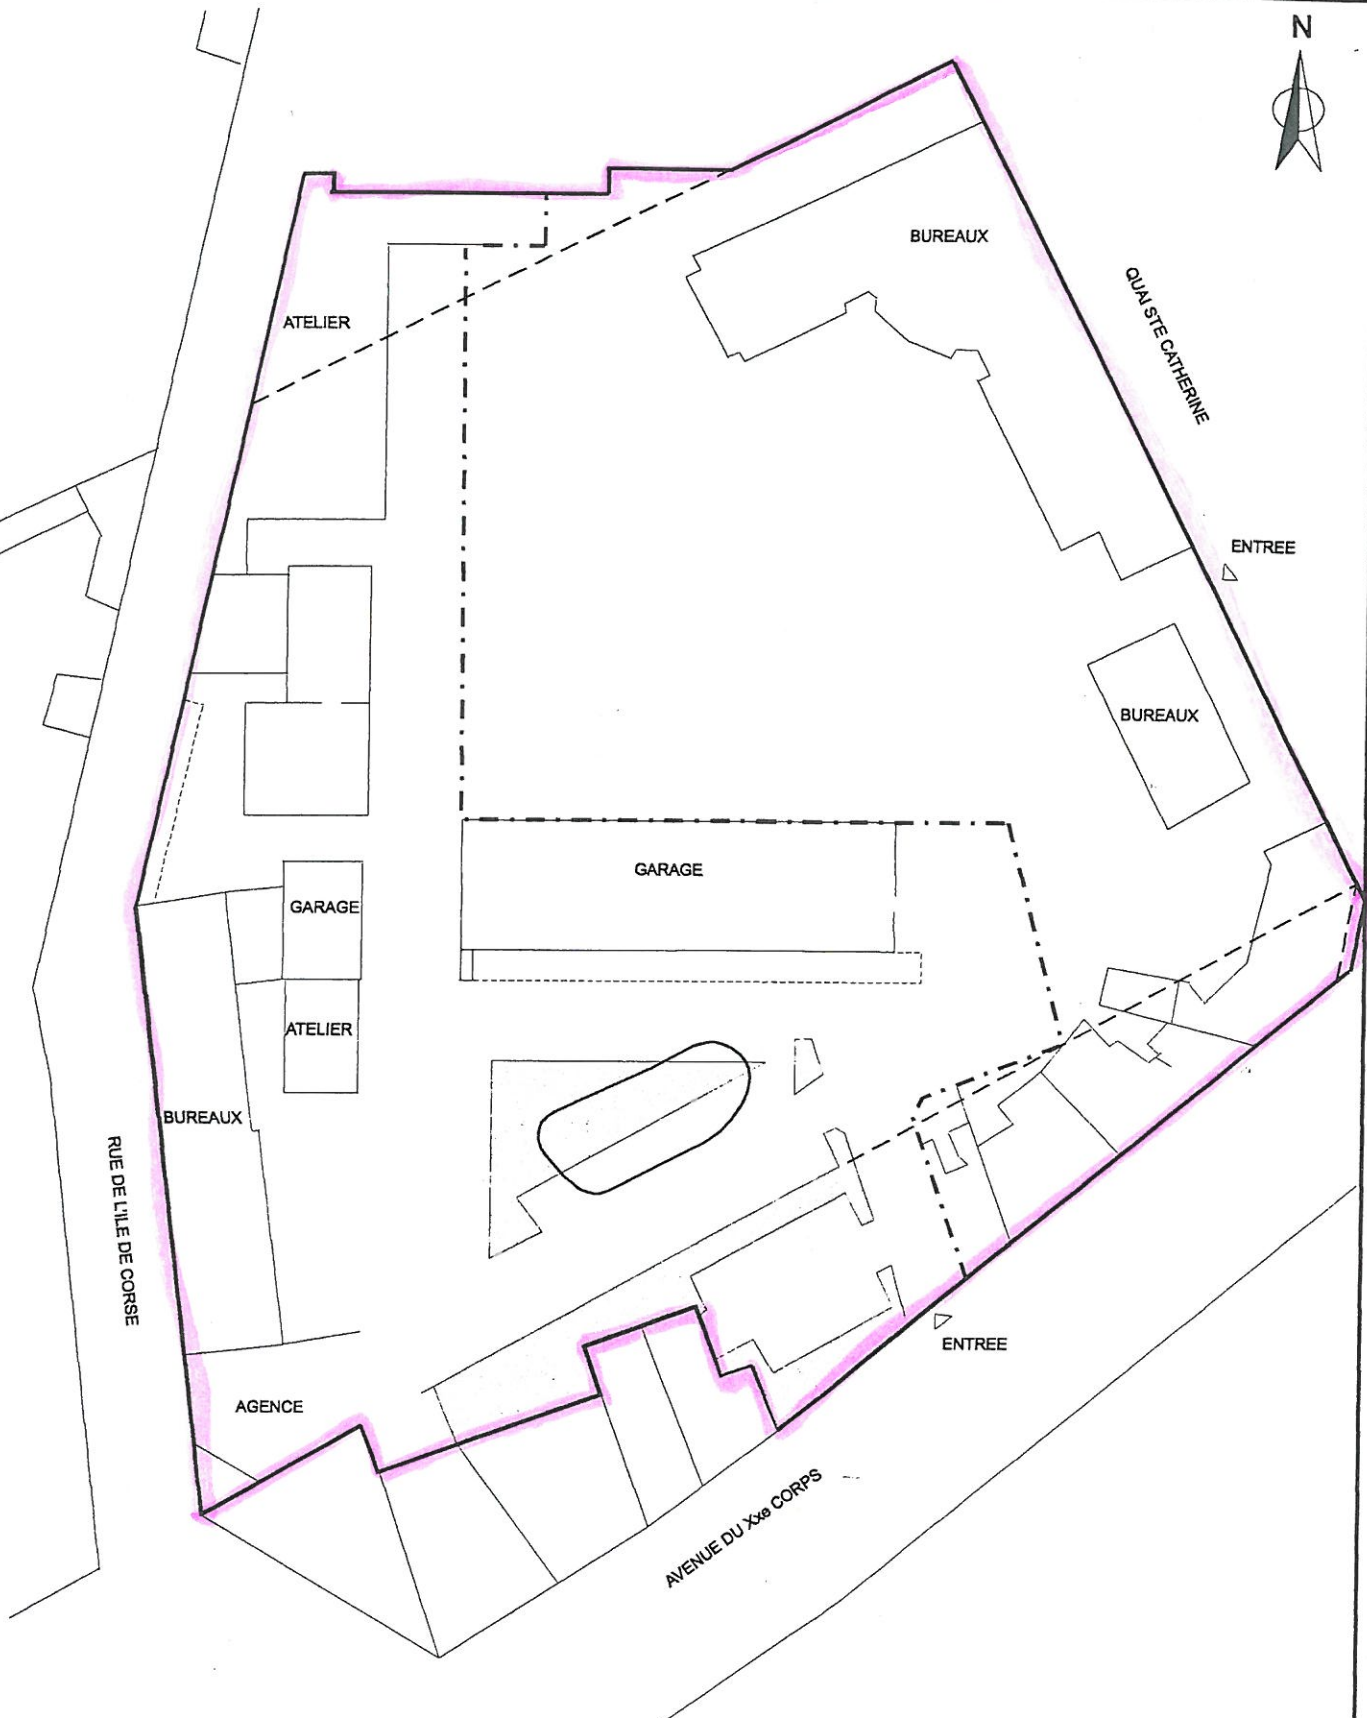 N
BUREAUX
QUAI STE CATHERINE
ATELIER
ENTREE
BUREAUX
GARAGE
GARAGE
ATELIER
BUREAUX
RUE DE L'ILE DE CORSE
ENTREE
AGENCE
AVENUE DU Xxe CORPS